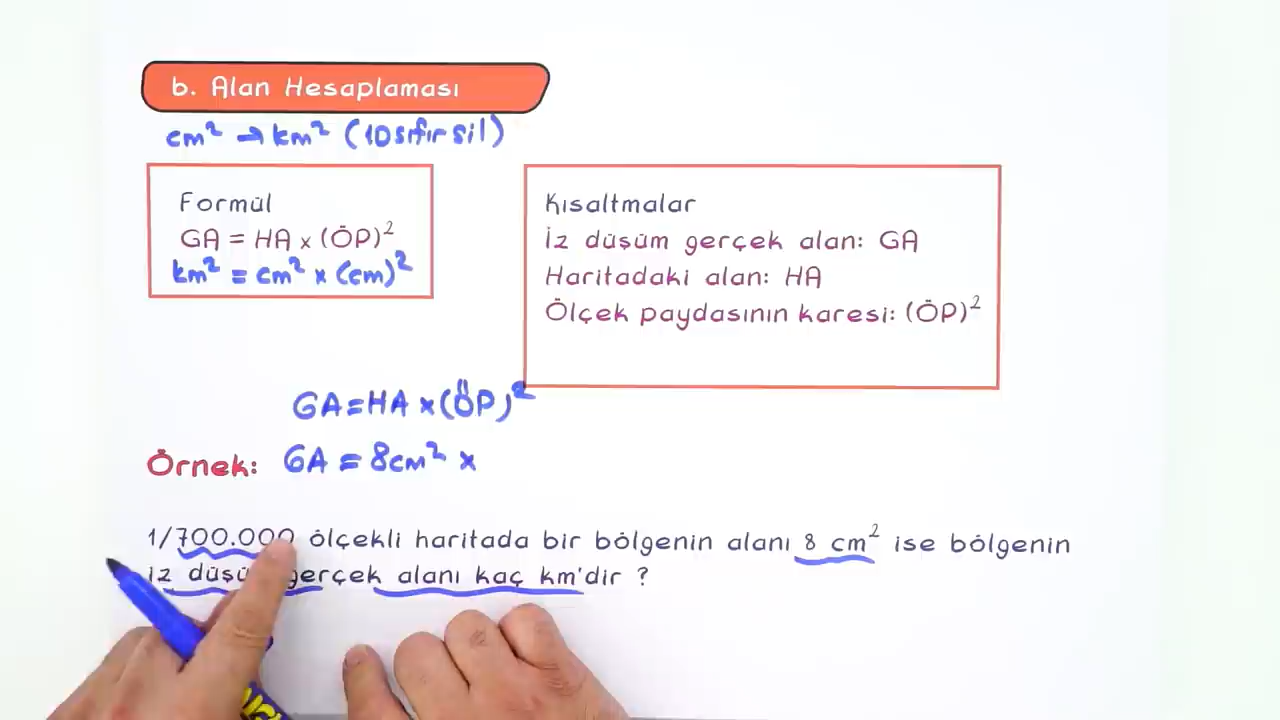 b. Alan Hesaplaması
cm² → km² (10 sıfır sil)
Formül
GA = HA x (ÖP)²
km² = cm² x (cm)²
Kısaltmalar
İz düşüm gerçek alan: GA
Haritadaki alan: HA
Ölçek paydasının karesi: (ÖP)²
GA = HA x (ÖP)²
Örnek: GA = 8cm² x
1/700.000 ölçekli haritada bir bölgenin alanı 8 cm² ise bölgenin
iz düşü gerçek alanı kaç km'dir ?